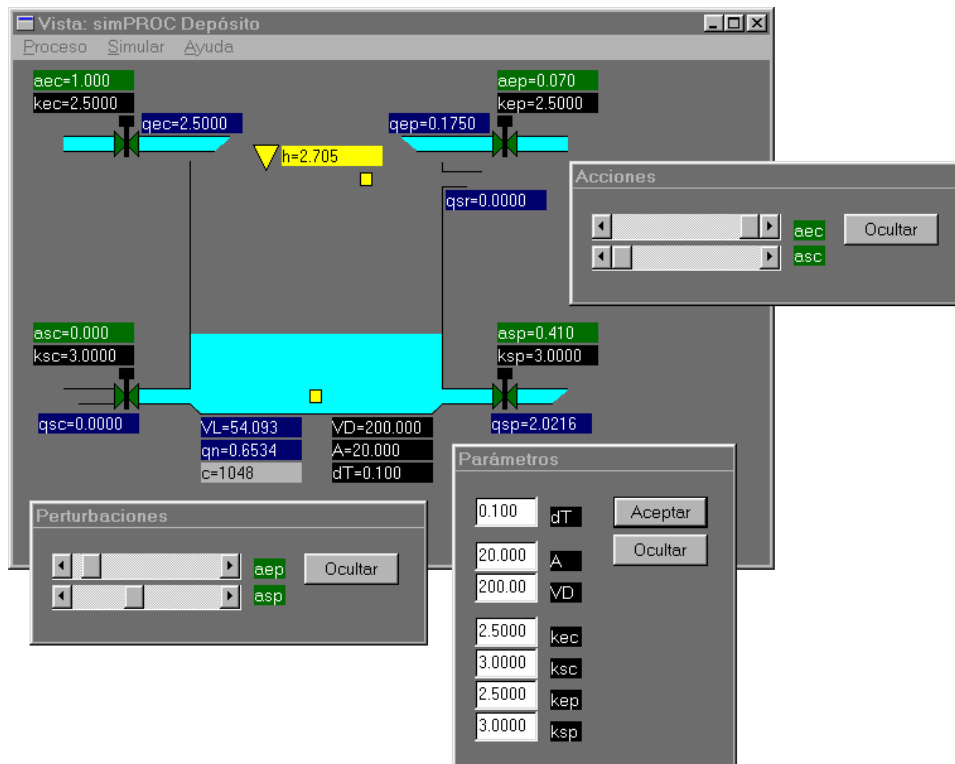 Vista: simPROC Depósito
Proceso Simular Ayuda
aec=1.000
kec=2.5000
qec=2.5000
aep=0.070
kep=2.5000
qep=0.1750
h=2.705
qsr=0.0000
Acciones
aec
asc
Ocultar
asc=0.000
ksc=3.0000
qsc=0.0000
asp=0.410
ksp=3.0000
qsp=2.0216
VL=54.093
qn=0.6534
c=1048
VD=200.000
A=20.000
dT=0.100
Perturbaciones
aep
asp
Ocultar
Parámetros
0.100 dT
Aceptar
Ocultar
20.000 A
200.00 VD
2.5000 kec
3.0000 ksc
2.5000 kep
3.0000 ksp